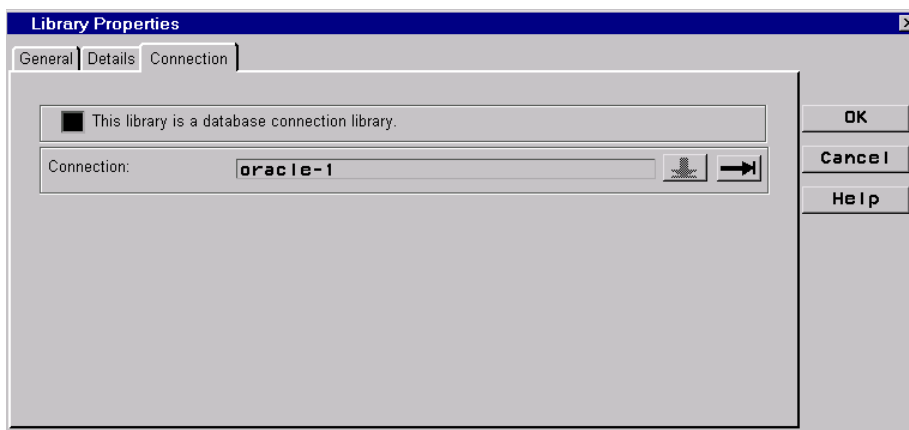 Library Properties
General Details Connection
This library is a database connection library.
Connection: oracle-1
OK
Cancel
Help